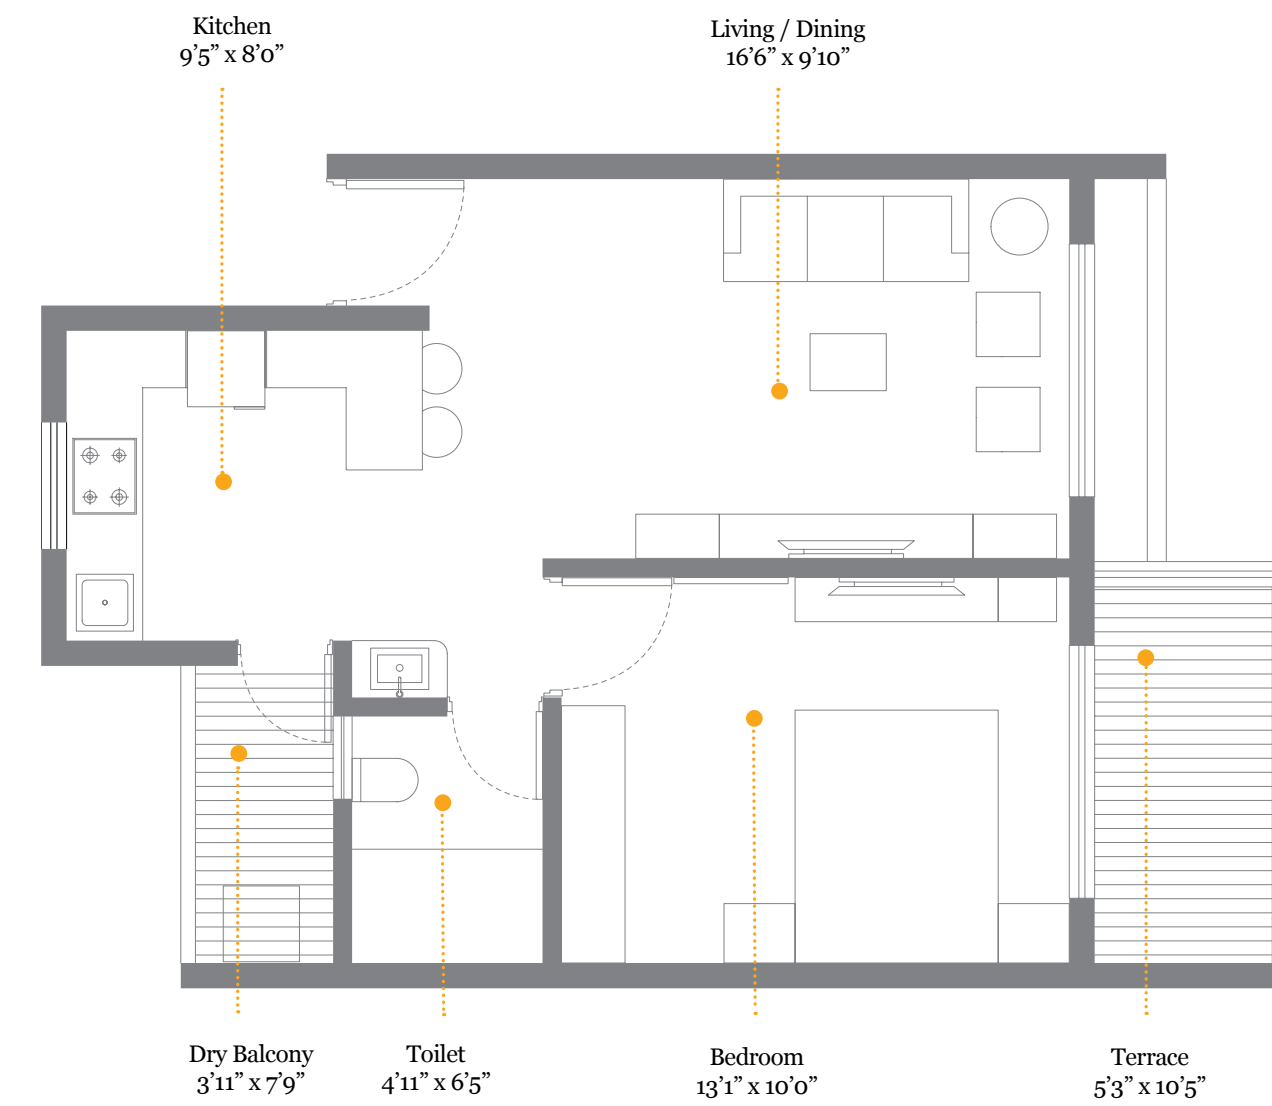 Kitchen
9’5” x 8’0”
Living / Dining
16’6” x 9’10”
Dry Balcony
3’11” x 7’9”
Toilet
4’11” x 6’5”
Bedroom
13’1” x 10’0”
Terrace
5’3” x 10’5”